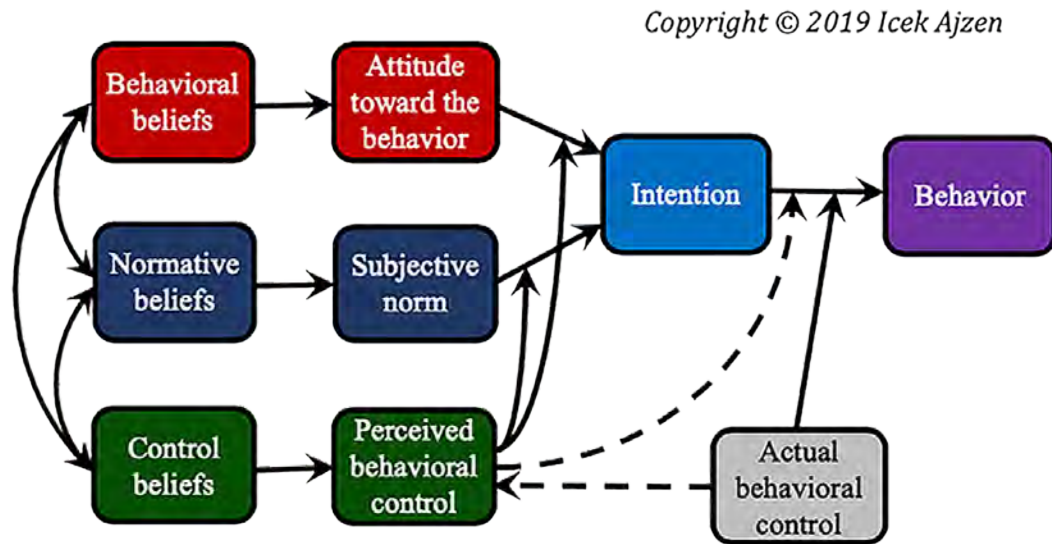 Copyright © 2019 Icek Ajzen
Behavioral
beliefs
Attitude
toward the
behavior
Intention
Behavior
Normative
beliefs
Subjective
norm
Control
beliefs
Perceived
behavioral
control
Actual
behavioral
control